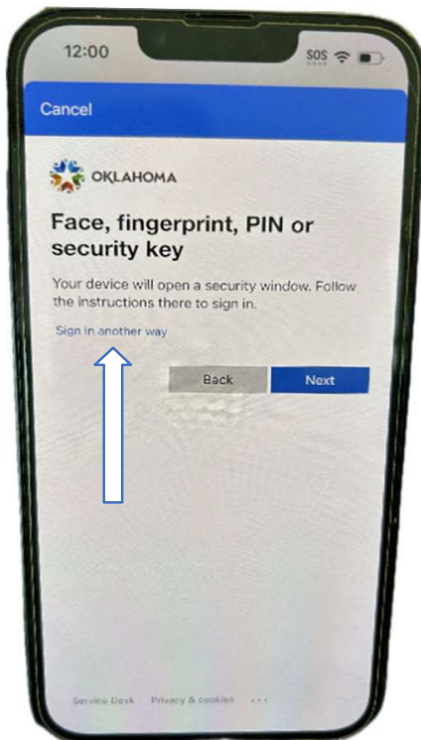 12:00 SOS
Cancel
OKLAHOMA
Face, fingerprint, PIN or
security key
Your device will open a security window. Follow
the instructions there to sign in.
Sign in another way
Back Next
Service Desk Privacy & cookies ...